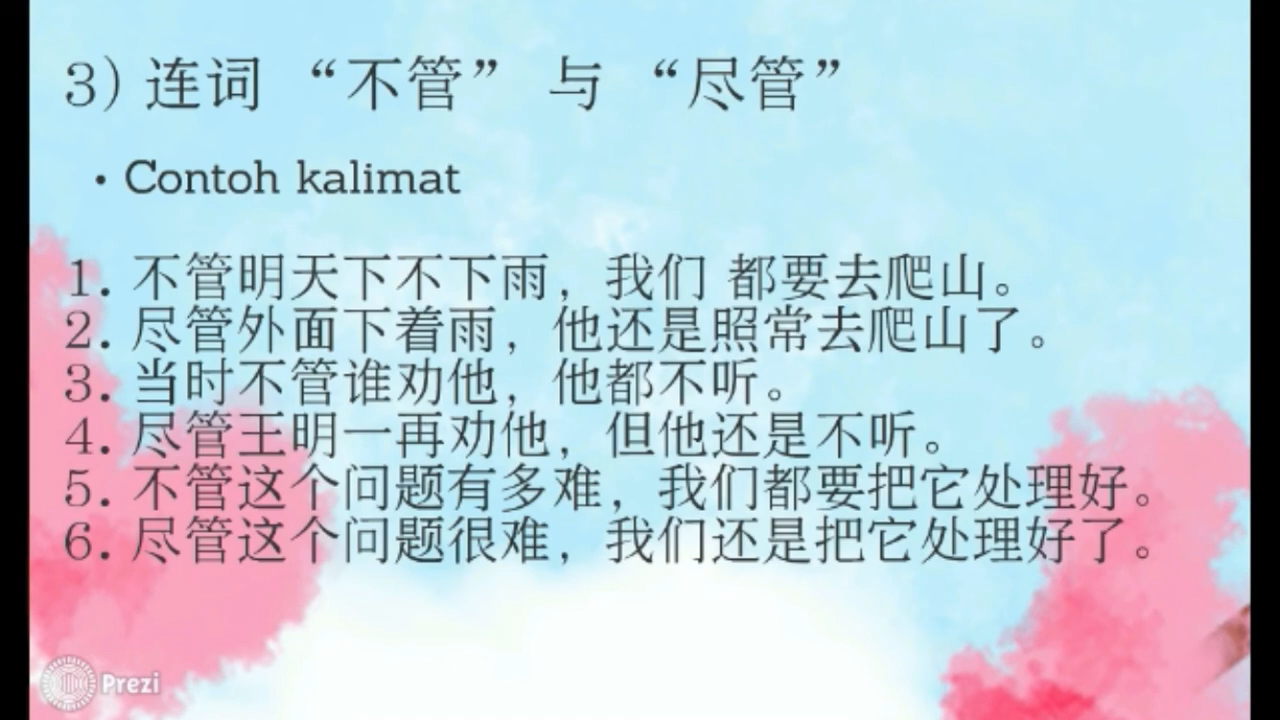 3) 连词 “不管” 与 “尽管”
• Contoh kalimat
1. 不管明天下不下雨，我们 都要去爬山。
2. 尽管外面下着雨，他还是照常去爬山了。
3. 当时不管谁劝他，他都不听。
4. 尽管王明一再劝他，但他还是不听。
5. 不管这个问题有多难，我们都要把它处理好。
6. 尽管这个问题很难，我们还是把它处理好了。
Prezi